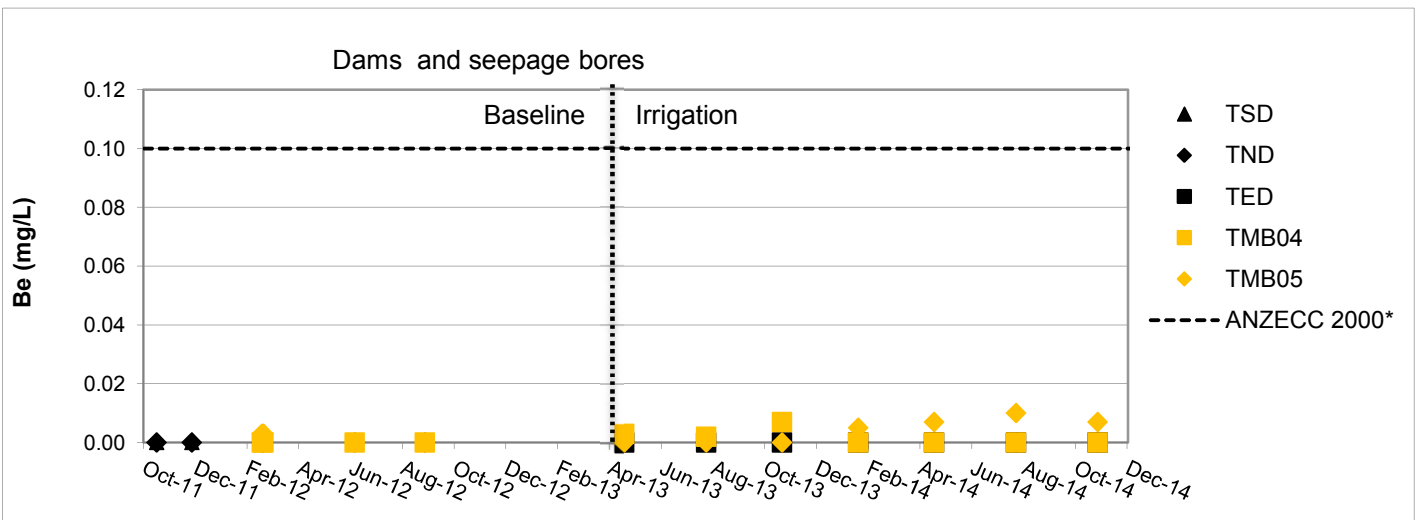 Dams and seepage bores
Baseline
Irrigation
Be (mg/L)
0.12
0.10
0.08
0.06
0.04
0.02
0.00
Oct-11
Dec-11
Feb-12
Apr-12
Jun-12
Aug-12
Oct-12
Dec-12
Feb-13
Apr-13
Jun-13
Aug-13
Oct-13
Dec-13
Feb-14
Apr-14
Jun-14
Aug-14
Oct-14
Dec-14
TSD
TND
TED
TMB04
TMB05
ANZECC 2000*